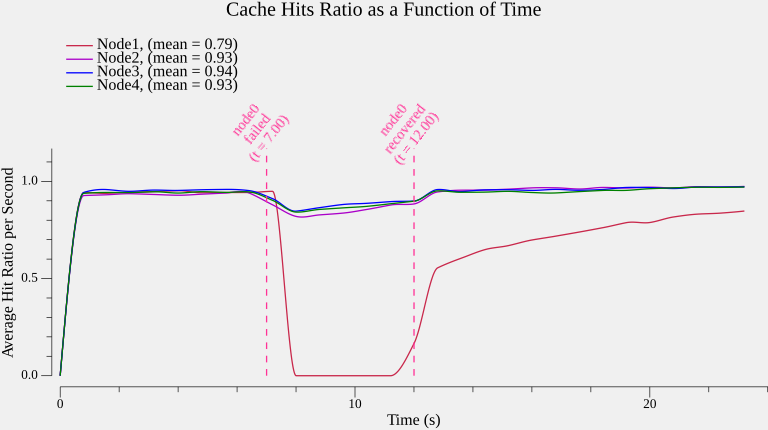 Cache Hits Ratio as a Function of Time
Node1, (mean = 0.79)
Node2, (mean = 0.93)
Node3, (mean = 0.94)
Node4, (mean = 0.93)
node0
failed
(t = 7.00)
node0
recovered
(t = 12.00)
Average Hit Ratio per Second
1.0
0.5
0.0
0
10
20
Time (s)